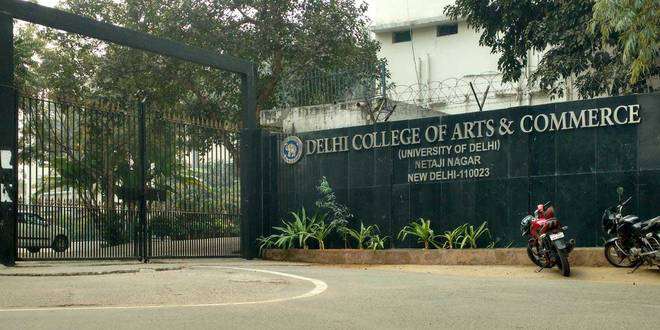 DELHI COLLEGE OF ARTS & COMMERCE
(UNIVERSITY OF DELHI)
NETAJI NAGAR
NEW DELHI-110023